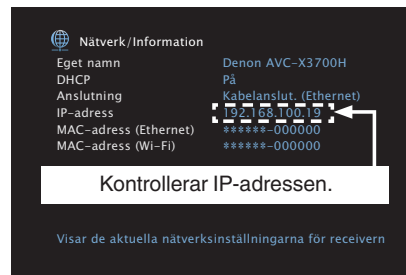 Nätverk/Information
Eget namn Denon AVC-X3700H
DHCP På
Anslutning Kabelanslut. (Ethernet)
IP-adress 192.168.100.19
MAC-adress (Ethernet) ******-000000
MAC-adress (Wi-Fi) ******-000000
Kontrollerar IP-adressen.
Visar de aktuella nätverksinställningarna för receivern